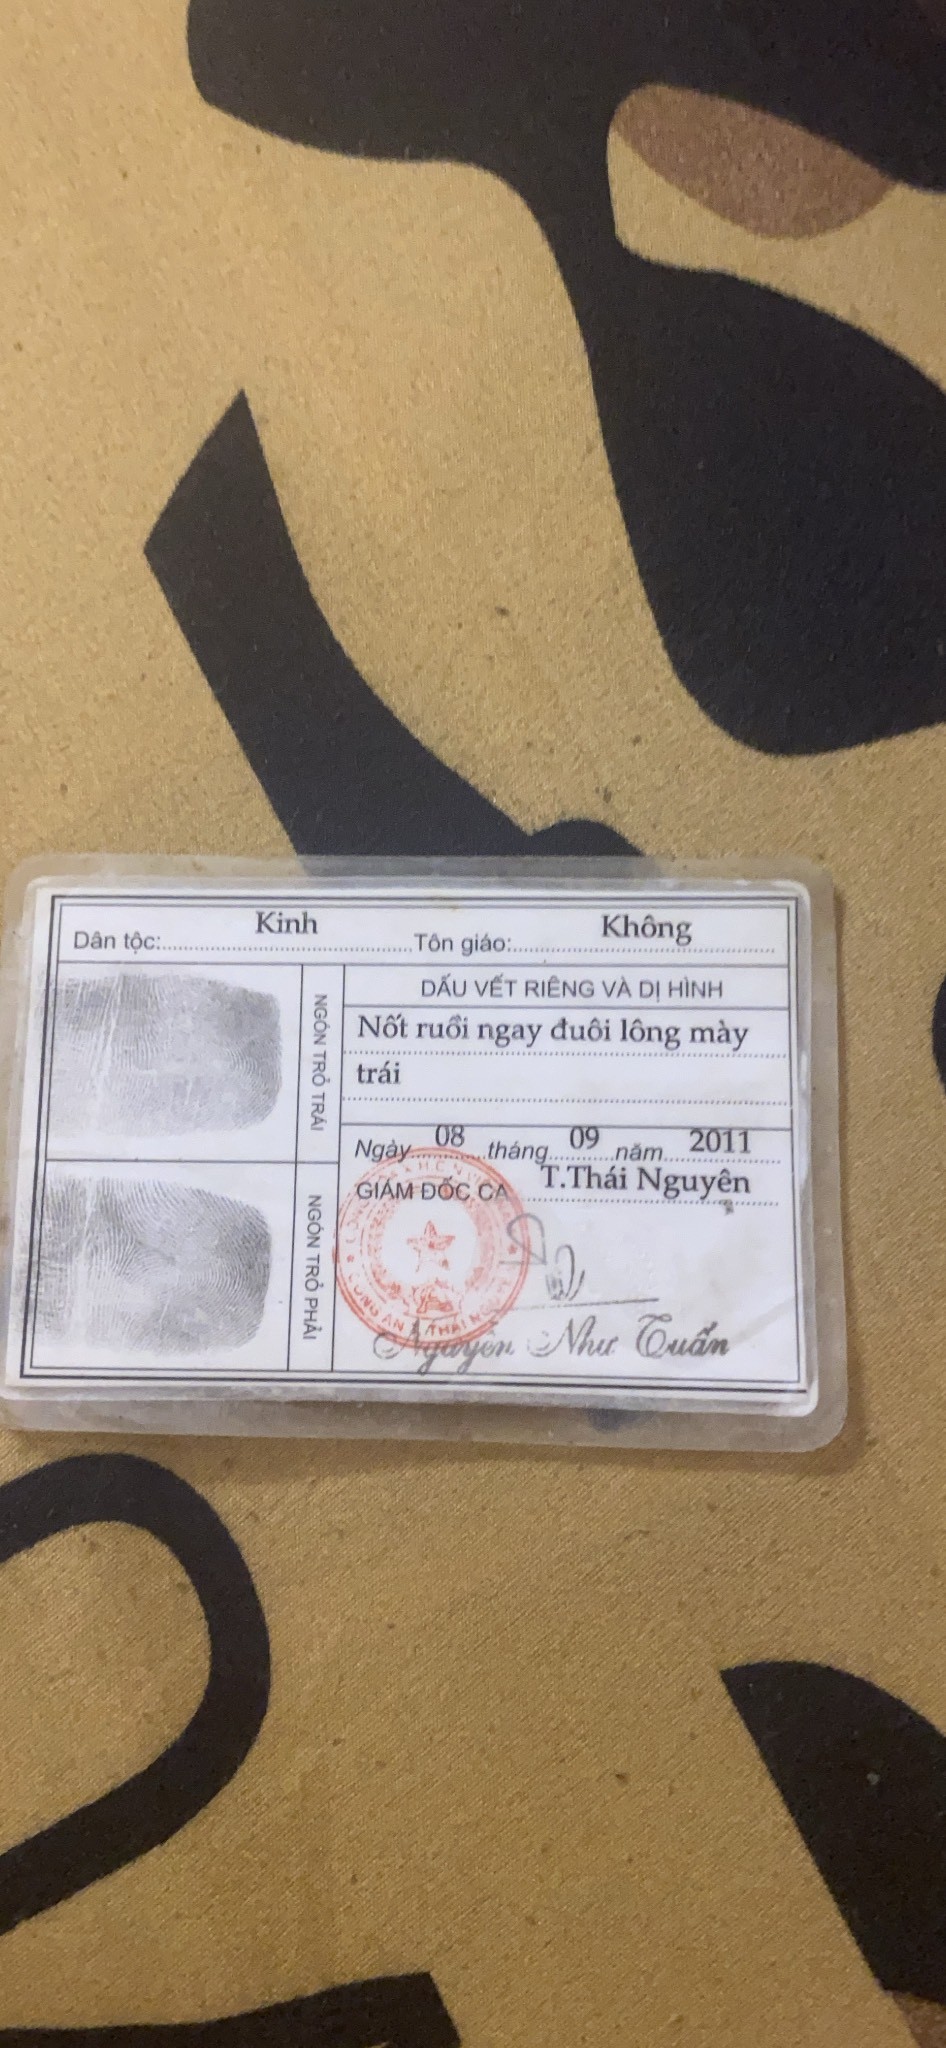 Dân tộc: Kinh Tôn giáo: Không
NGÓN TRỎ TRÁI
DẤU VẾT RIÊNG VÀ DỊ HÌNH
Nốt ruồi ngay đuôi lông mày
trái
Ngày 08 tháng 09 năm 2011
GIÁM ĐỐC CA T.Thái Nguyên
NGÓN TRỎ PHẢI
Nguyễn Như Tuấn